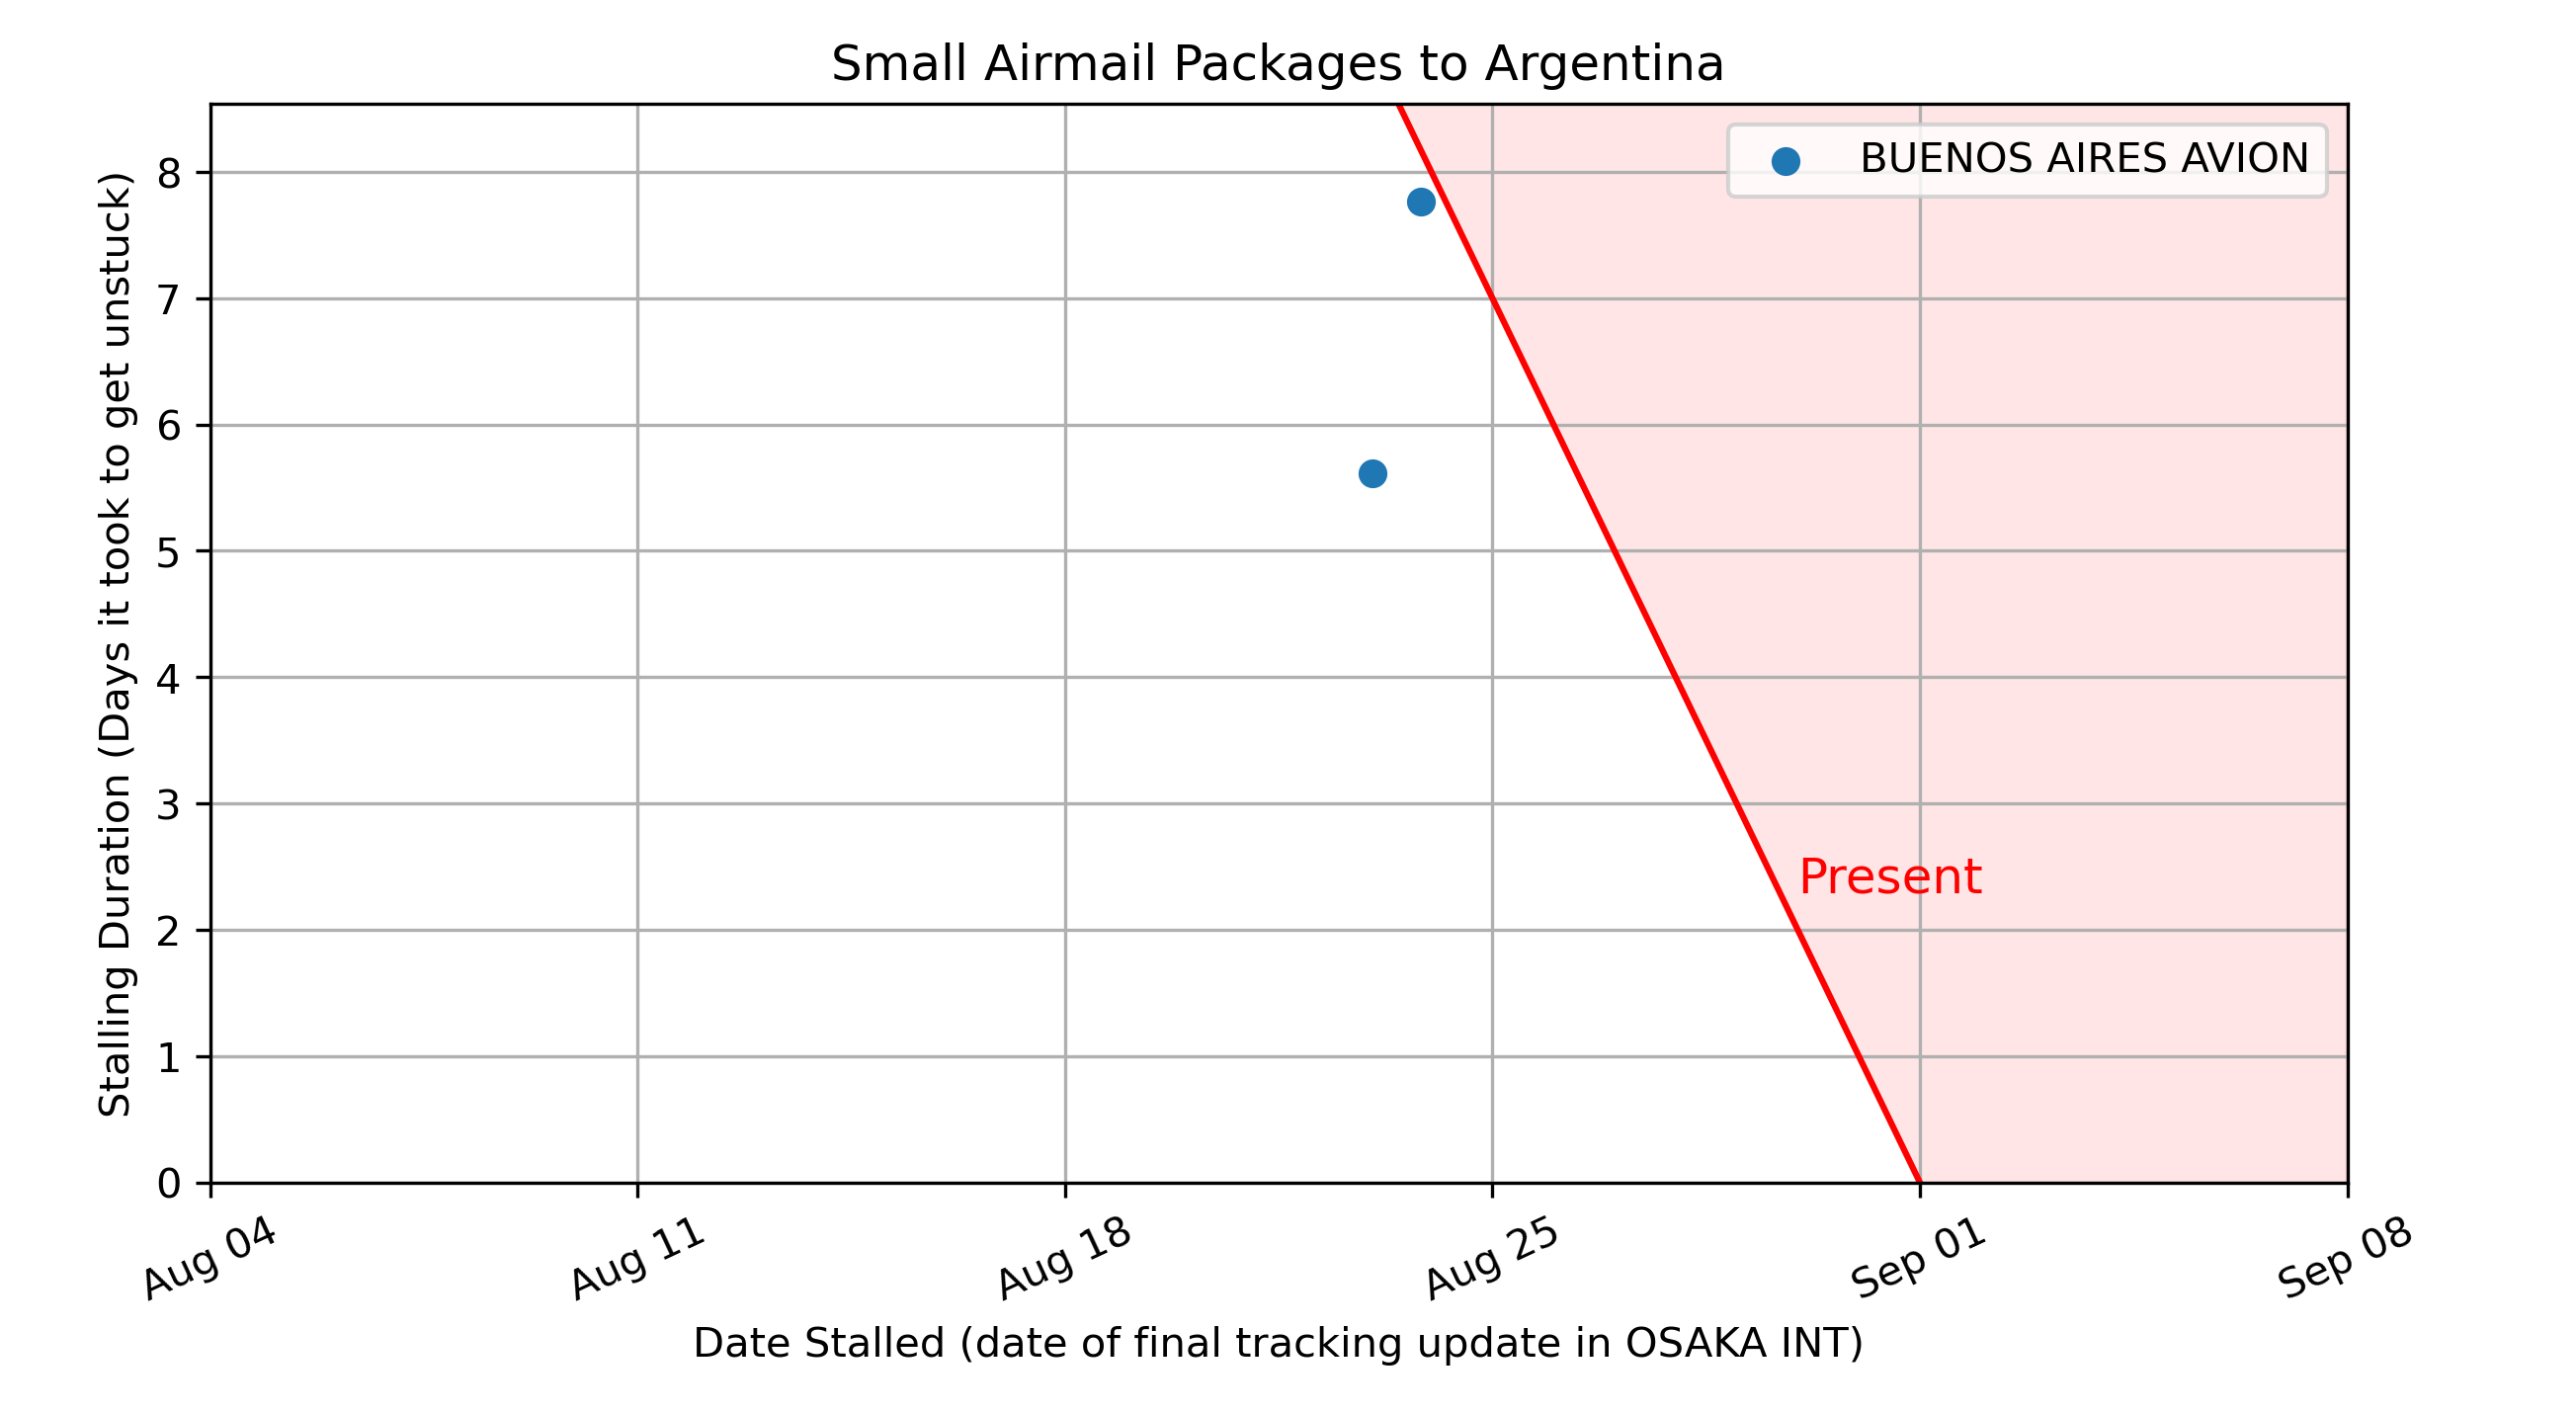 Small Airmail Packages to Argentina
BUENOS AIRES AVION
Stalling Duration (Days it took to get unstuck)
8
7
6
5
4
3
2
1
0
Present
Aug 04
Aug 11
Aug 18
Aug 25
Sep 01
Sep 08
Date Stalled (date of final tracking update in OSAKA INT)